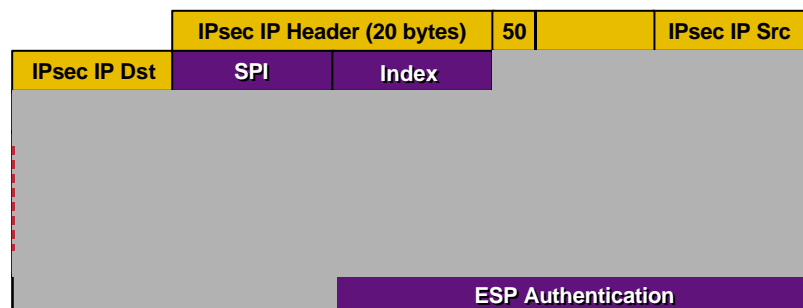 IPsec IP Header (20 bytes) 50 IPsec IP Src
IPsec IP Dst SPI Index
ESP Authentication